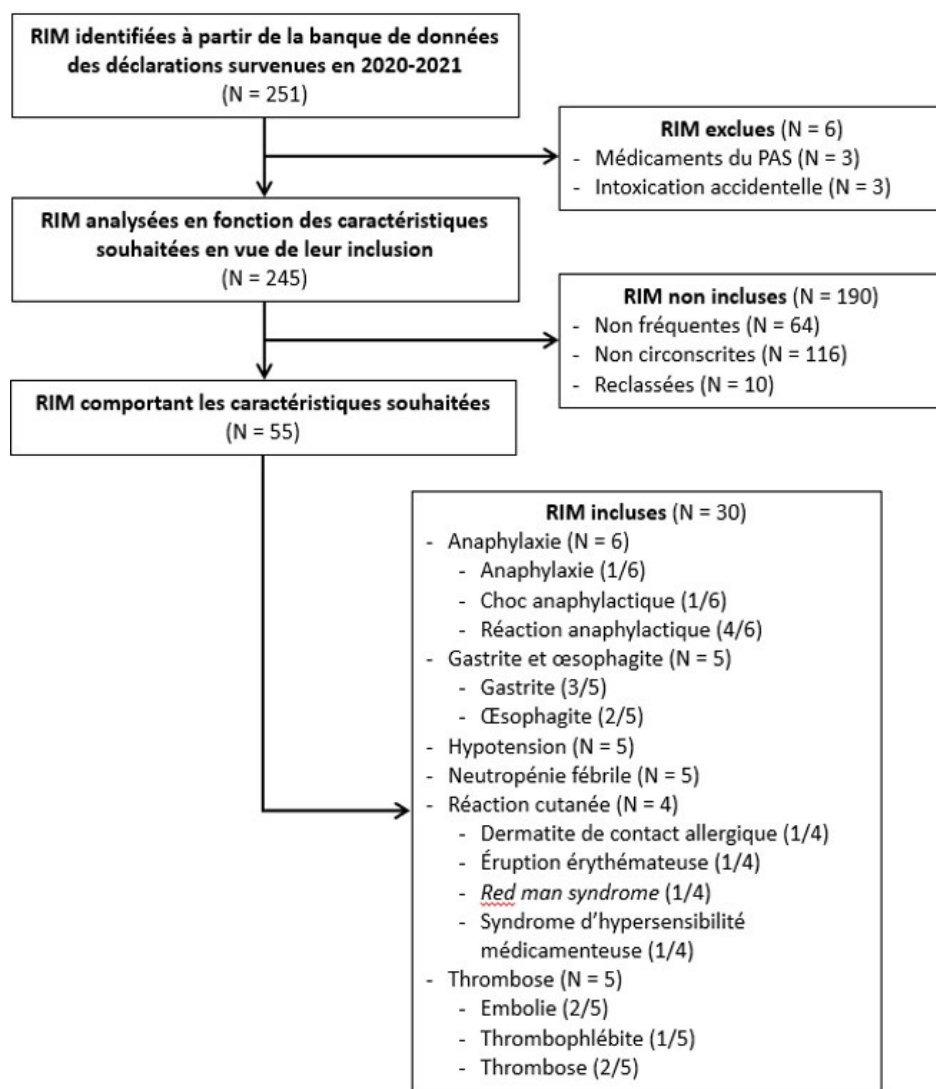 RIM identifiées à partir de la banque de données
des déclarations survenues en 2020-2021
(N = 251)
RIM exclues (N = 6)
- Médicaments du PAS (N = 3)
- Intoxication accidentelle (N = 3)
RIM analysées en fonction des caractéristiques
souhaitées en vue de leur inclusion
(N = 245)
RIM non incluses (N = 190)
- Non fréquentes (N = 64)
- Non circonscrites (N = 116)
- Reclassées (N = 10)
RIM comportant les caractéristiques souhaitées
(N = 55)
RIM incluses (N = 30)
- Anaphylaxie (N = 6)
- Anaphylaxie (1/6)
- Choc anaphylactique (1/6)
- Réaction anaphylactique (4/6)
- Gastrite et œsophagite (N = 5)
- Gastrite (3/5)
- Œsophagite (2/5)
- Hypotension (N = 5)
- Neutropénie fébrile (N = 5)
- Réaction cutanée (N = 4)
- Dermatite de contact allergique (1/4)
- Éruption érythémateuse (1/4)
- Red man syndrome (1/4)
- Syndrome d’hypersensibilité
médicamenteuse (1/4)
- Thrombose (N = 5)
- Embolie (2/5)
- Thrombophlébite (1/5)
- Thrombose (2/5)